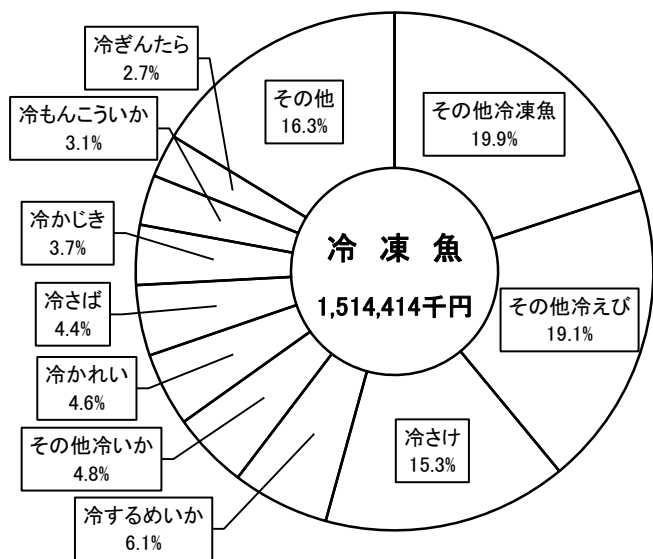 冷凍魚
1,514,414千円
その他冷凍魚
19.9%
その他冷えび
19.1%
冷さけ
15.3%
冷するめいか
6.1%
その他冷いか
4.8%
冷かれい
4.6%
冷さば
4.4%
冷かじき
3.7%
冷もんこういか
3.1%
冷ぎんたら
2.7%
その他
16.3%